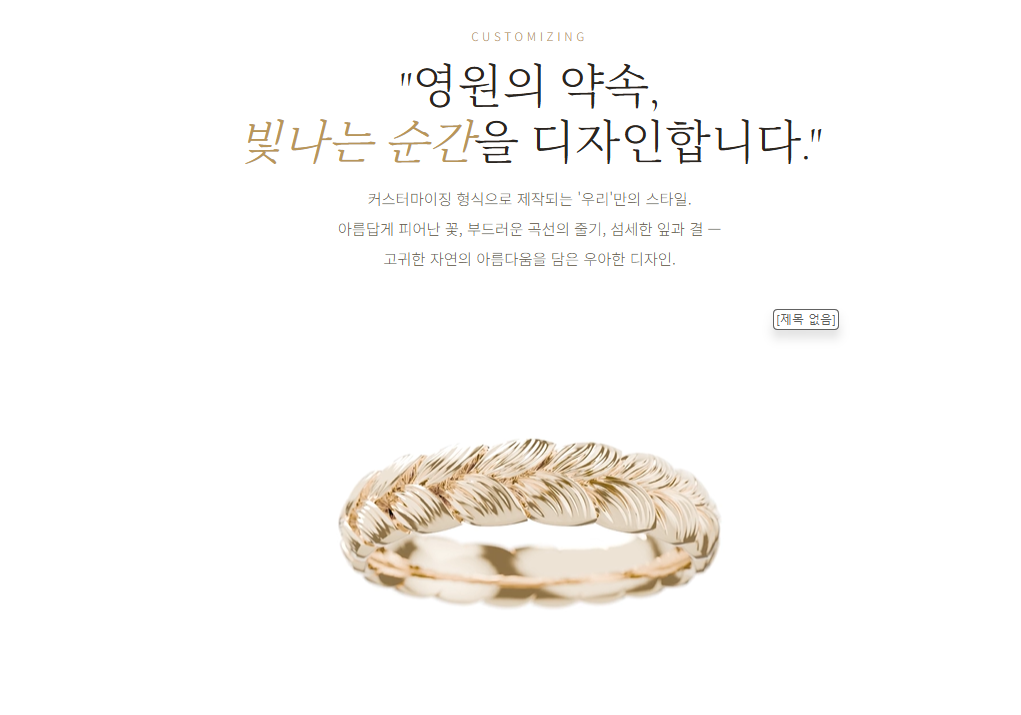 CUSTOMIZING
"영원의 약속,
빛나는 순간을 디자인합니다."
커스터마이징 형식으로 제작되는 '우리'만의 스타일.
아름답게 피어난 꽃, 부드러운 곡선의 줄기, 섬세한 잎과 결 —
고귀한 자연의 아름다움을 담은 우아한 디자인.
[제목 없음]